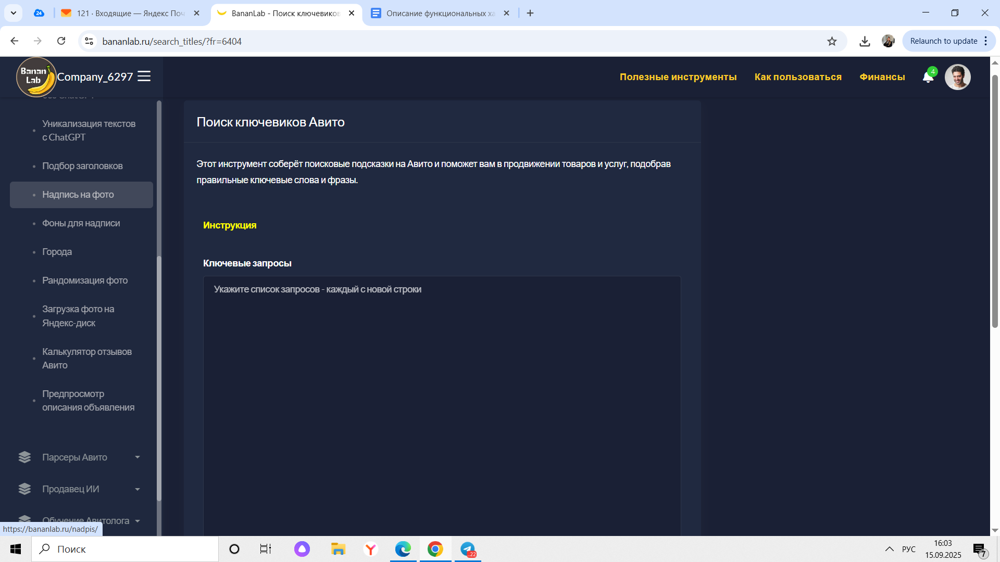 24
121 · Входящие — Яндекс Поч
BananLab - Поиск ключевиков
Описание функциональных ха
bananlab.ru/search_titles/?fr=6404
Relaunch to update
Banan
Lab
Company_6297
Полезные инструменты
Как пользоваться
Финансы
4
Уникализация текстов
с ChatGPT
Подбор заголовков
Надпись на фото
Фоны для надписи
Города
Рандомизация фото
Загрузка фото на
Яндекс-диск
Калькулятор отзывов
Авито
Предпросмотр
описания объявления
Парсеры Авито
Продавец ИИ
Обучение Авитолога
Поиск ключевиков Авито
Этот инструмент соберёт поисковые подсказки на Авито и поможет вам в продвижении товаров и услуг, подобрав
правильные ключевые слова и фразы.
Инструкция
Ключевые запросы
Укажите список запросов - каждый с новой строки
https://bananlab.ru/nadpis/
Поиск
22
РУС
16:03
15.09.2025
7